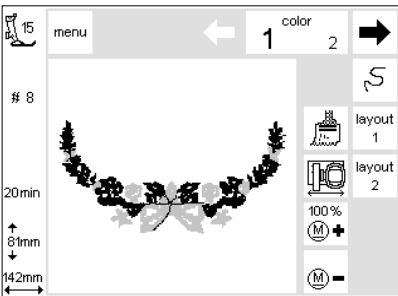 15
menu
color
1 2
# 8
layout
1
layout
2
20min
100%
M +
81mm
M -
142mm